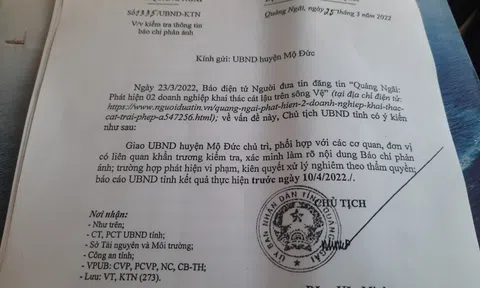 /UBND-KTN
Quảng Ngãi, ngày 25 tháng 3 năm 2022
V/v kiểm tra thông tin
báo chí phản ánh
Kính gửi: UBND huyện Mộ Đức
Ngày 23/3/2022, Báo điện tử Người đưa tin đăng tin “Quảng Ngãi:
Phát hiện 02 doanh nghiệp khai thác cát lậu trên sông Vệ” (tại địa chỉ điện tử:
https://www.nguoiduatin.vn/quang-ngai-phat-hien-2-doanh-nghiep-khai-thac-
cat-trai-phep-a547256.html); về vấn đề này, Chủ tịch UBND tỉnh có ý kiến
như sau:
Giao UBND huyện Mộ Đức chủ trì, phối hợp với các cơ quan, đơn vị
có liên quan khẩn trương kiểm tra, xác minh làm rõ nội dung Báo chí phản
ánh; trường hợp phát hiện vi phạm, kiên quyết xử lý nghiêm theo thẩm quyền;
báo cáo UBND tỉnh kết quả thực hiện trước ngày 10/4/2022./.
CHỦ TỊCH
Nơi nhận:
- Như trên;
- CT, PCT UBND tỉnh;
- Sở Tài nguyên và Môi trường;
- Công an tỉnh;
- VPUB: CVP, PCVP, NC, CB-TH;
- Lưu: VT, KTN (273).
ỦY BAN NHÂN DÂN TỈNH QUẢNG NGÃI